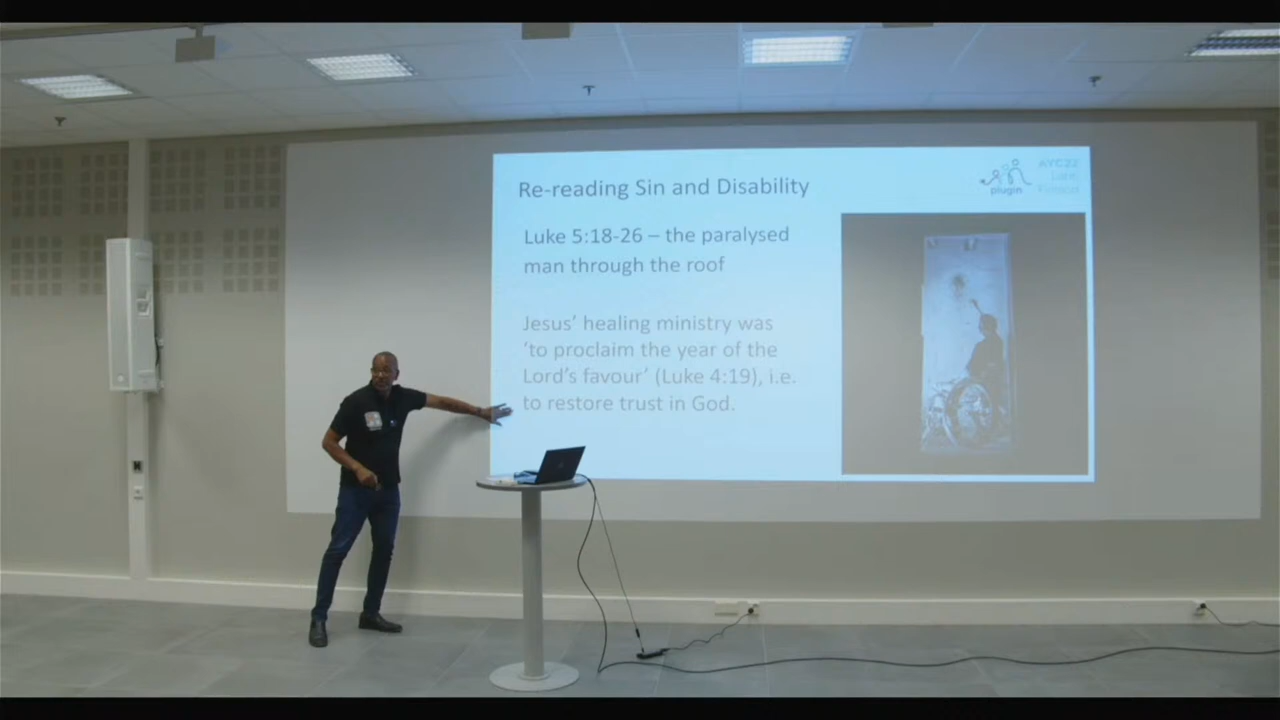 Re-reading Sin and Disability
plugin
AYC22
Luke 5:18-26 – the paralysed
man through the roof
Jesus’ healing ministry was
‘to proclaim the year of the
Lord’s favour’ (Luke 4:19), i.e.
to restore trust in God.